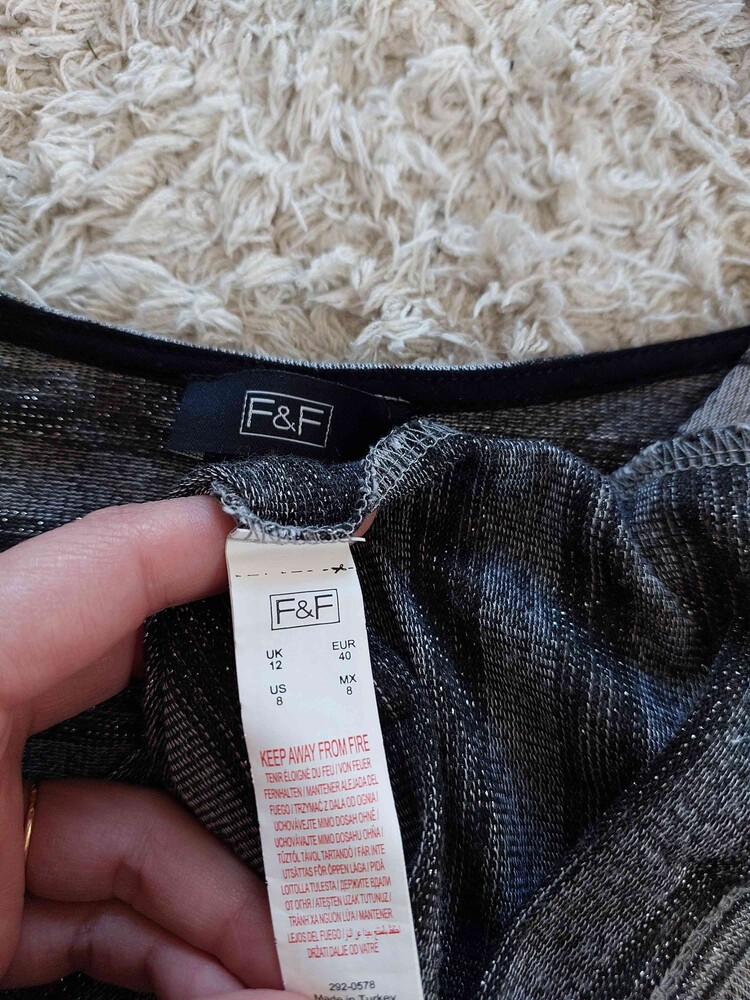 F&F
F&F
UK EUR
12 40
US MX
8 8
KEEP AWAY FROM FIRE
TENIR ÉLOIGNÉ DU FEU / VON FEUER
FERNHALTEN / MANTENER ALEJADA DEL
FUEGO / TRZYMAĆ Z DALA OD OGNIA /
UCHOVÁVEJTE MIMO DOSAH OHNĚ /
UCHOVÁVAJTE MIMO DOSAHU OHŇA /
TŰZTŐL TÁVOL TARTANDÓ / FÅR INTE
UTSÄTTAS FÖR ÖPPEN LÅGA / PIDÄ
LOITOLLA TULESTA / ДЕРЖИТЕ ВДАЛИ
ОТ ОГНЯ / ATEŞTEN UZAK TUTUNUZ /
TRÁNH XA NGUỒN LỬA / MANTENER
LEJOS DEL FUEGO /
DRŽATI DALJE OD VATRE
292-0578
Made in Turkey